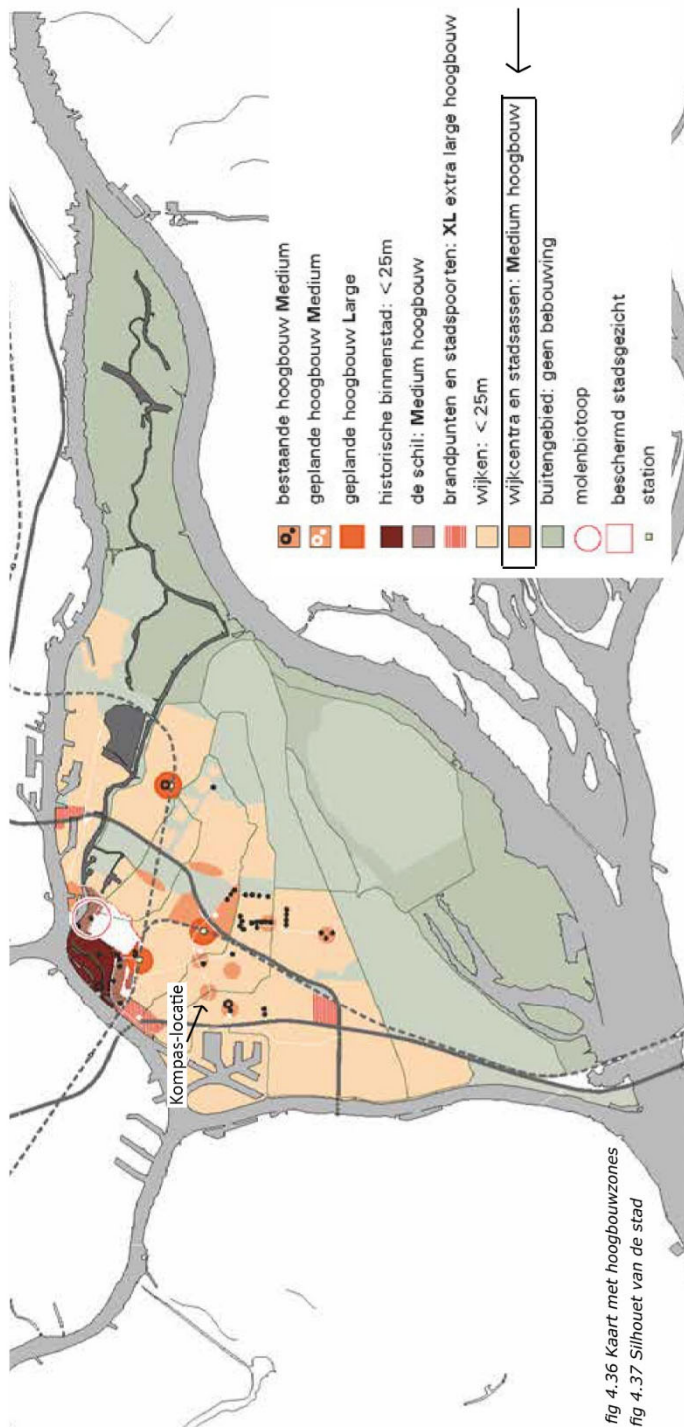 Kompas-locatie
bestaande hoogbouw Medium
geplande hoogbouw Medium
geplande hoogbouw Large
historische binnenstad: < 25m
de schil: Medium hoogbouw
brandpunten en stadspoorten: XL extra large hoogbouw
wijken: < 25m
wijkcentra en stadsassen: Medium hoogbouw
buitengebied: geen bebouwing
molenbiotoop
beschermd stadsgezicht
station
fig 4.36 Kaart met hoogbouwzones
fig 4.37 Silhouet van de stad